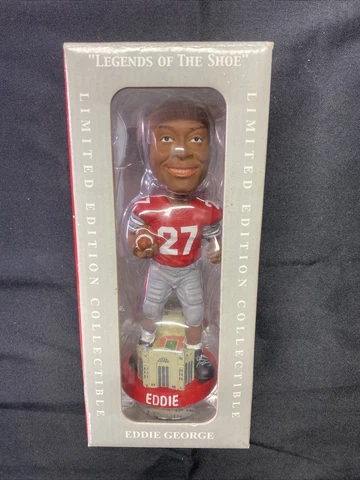 "LEGENDS OF THE SHOE"
LIMITED EDITION COLLECTIBLE
LIMITED EDITION COLLECTIBLE
27
EDDIE
EDDIE GEORGE